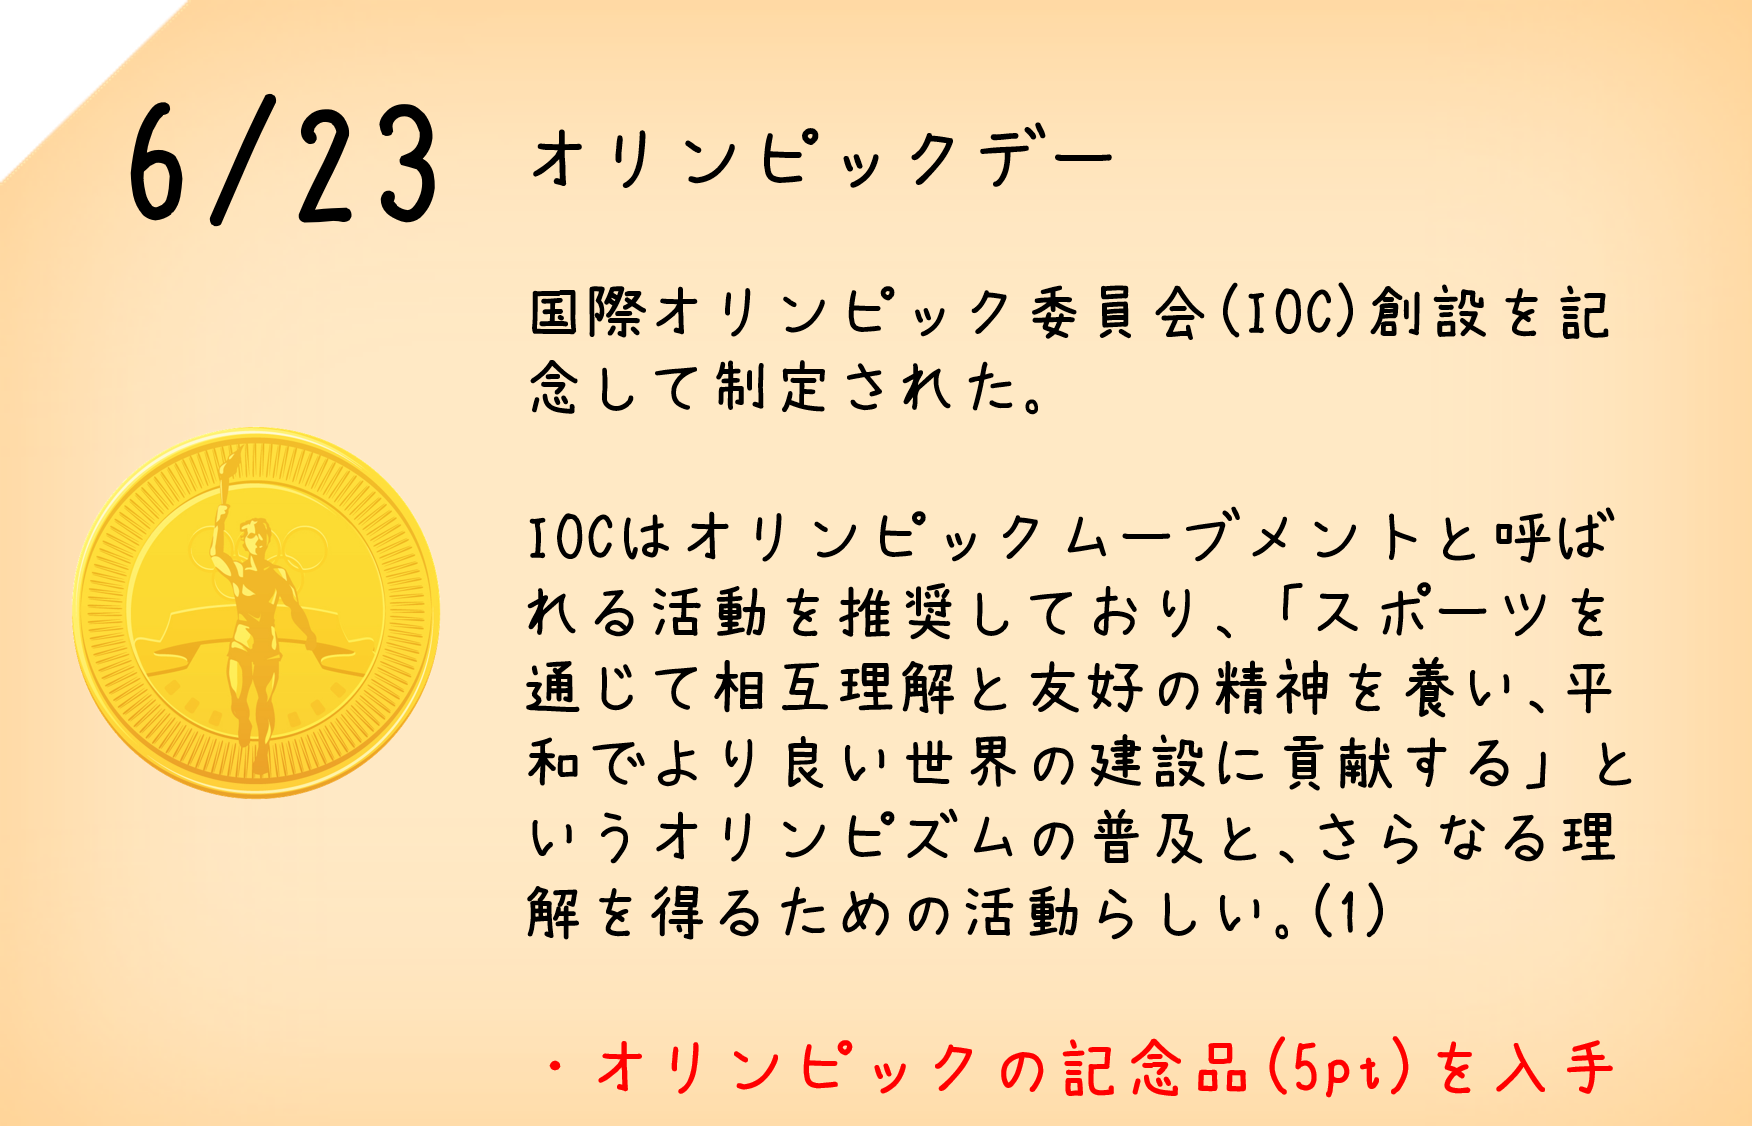 6/23 オリンピックデー
国際オリンピック委員会(IOC)創設を記
念して制定された。
IOCはオリンピックムーブメントと呼ば
れる活動を推奨しており、「スポーツを
通じて相互理解と友好の精神を養い、平
和でより良い世界の建設に貢献する」と
いうオリンピズムの普及と、さらなる理
解を得るための活動らしい。(1)
・オリンピックの記念品(5pt)を入手